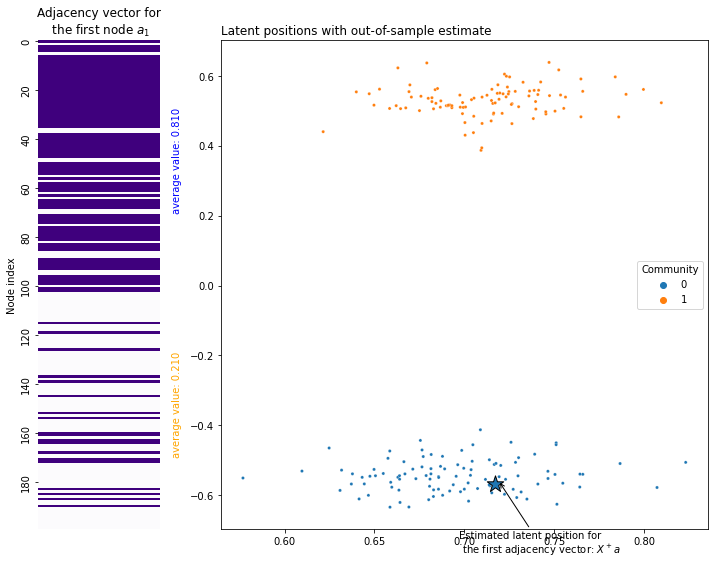 Adjacency vector for
the first node a₁
Node index
0
20
40
60
80
100
120
140
160
180
average value: 0.810
average value: 0.210
Latent positions with out-of-sample estimate
0.6
0.4
0.2
0.0
−0.2
−0.4
−0.6
Community
0
1
0.60
0.65
0.70
0.75
0.80
Estimated latent position for
the first adjacency vector: X⁺a